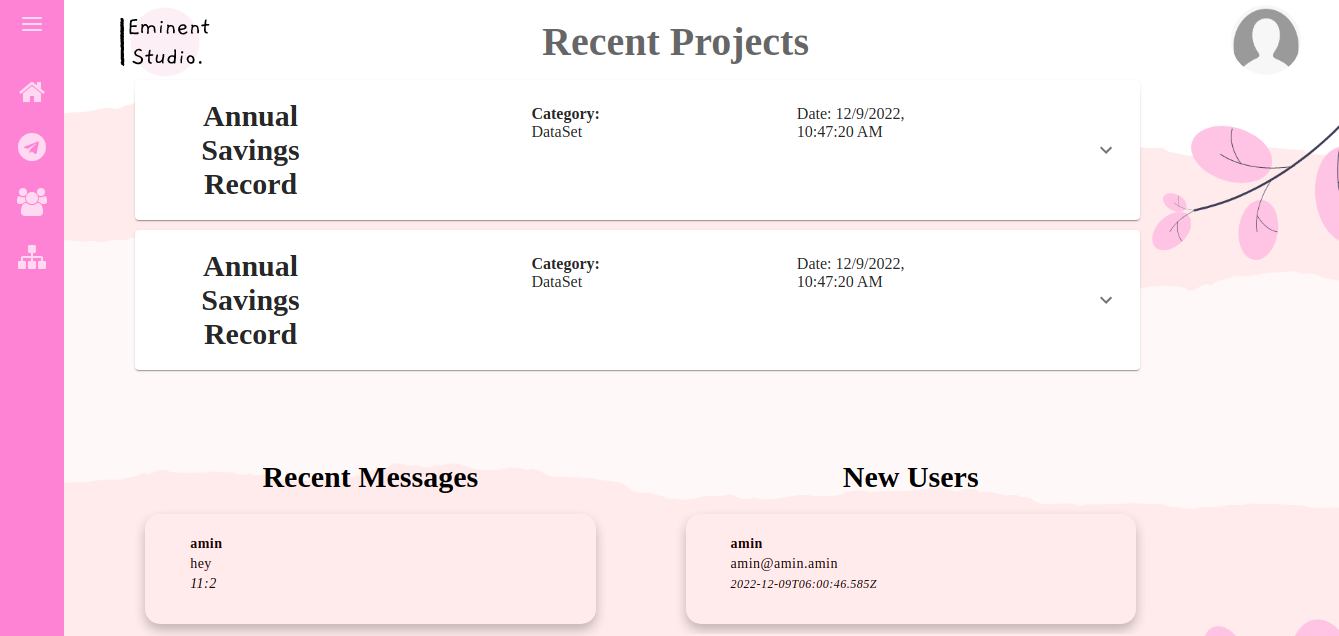 Eminent
Studio.
Recent Projects
Annual
Savings
Record
Category:
DataSet
Date: 12/9/2022,
10:47:20 AM
Annual
Savings
Record
Category:
DataSet
Date: 12/9/2022,
10:47:20 AM
Recent Messages
amin
hey
11:2
New Users
amin
amin@amin.amin
2022-12-09T06:00:46.585Z